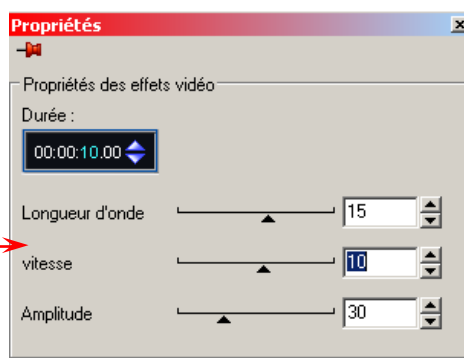 Propriétés
Propriétés des effets vidéo
Durée :
00:00:10.00
Longueur d'onde 15
vitesse 10
Amplitude 30